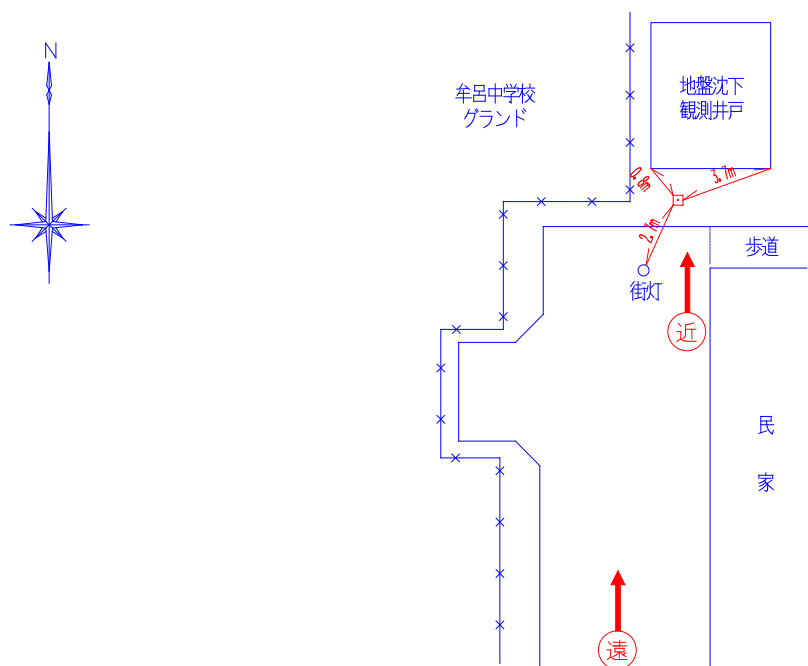 N
牟呂中学校
グランド
地盤沈下
観測井戸
0.8m
3.7m
2.7m
歩道
街灯
近
民
家
遠